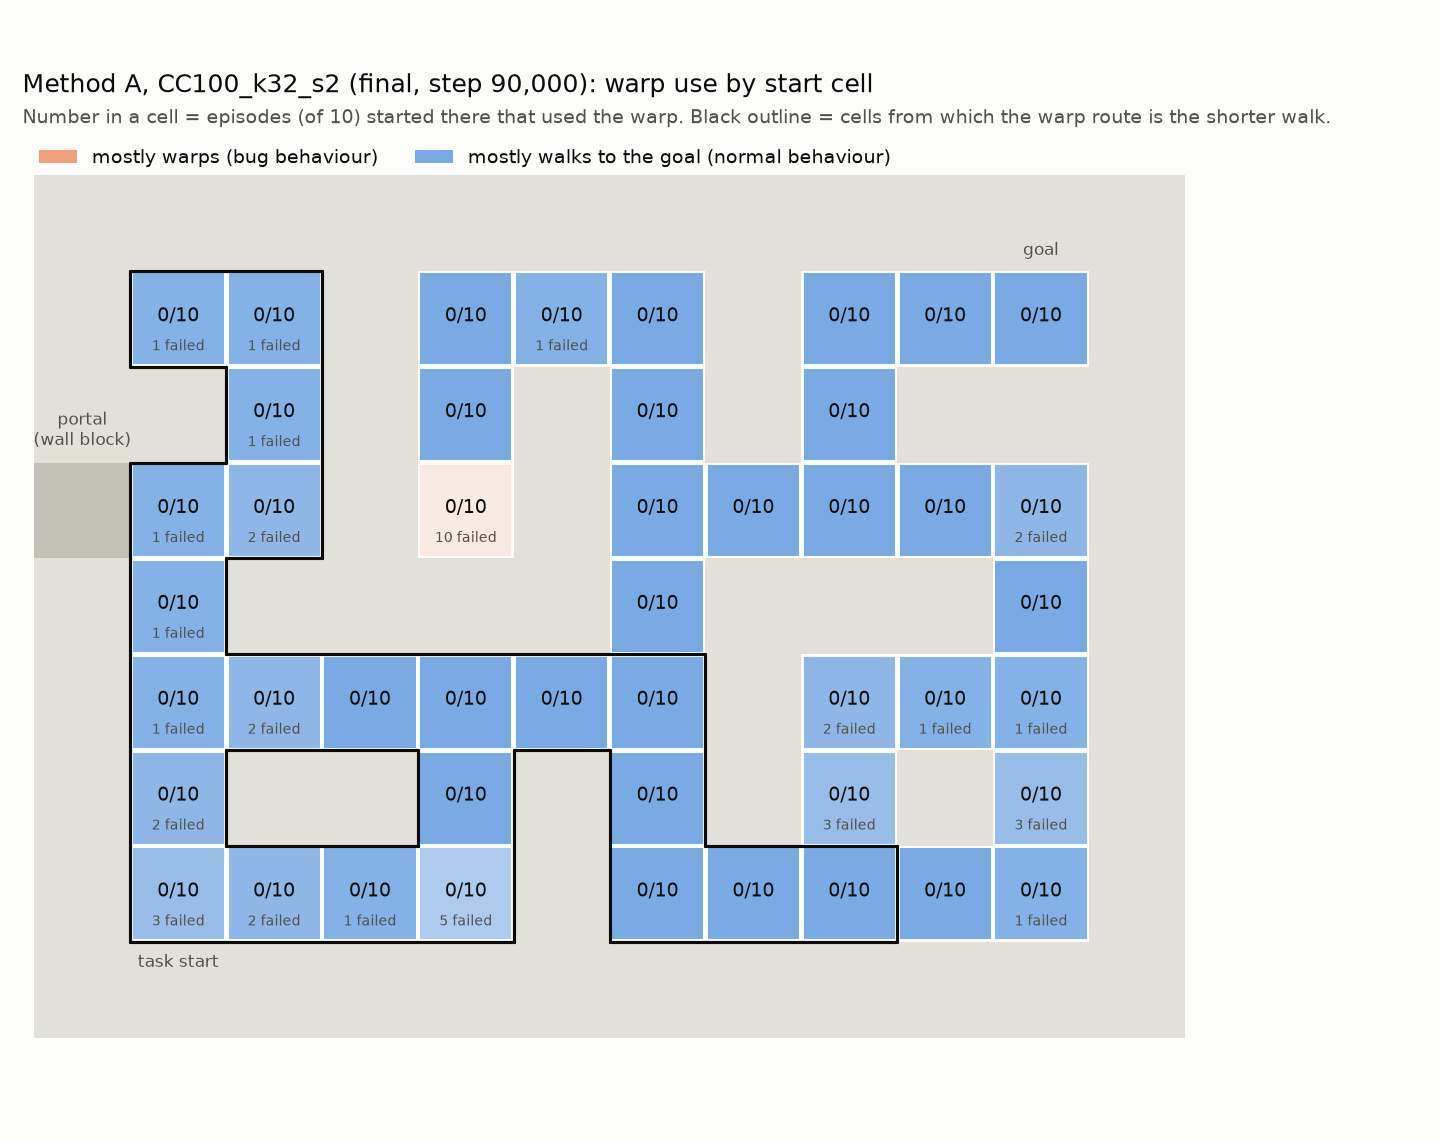 Method A, CC100_k32_s2 (final, step 90,000): warp use by start cell
Number in a cell = episodes (of 10) started there that used the warp. Black outline = cells from which the warp route is the shorter walk.
mostly warps (bug behaviour) mostly walks to the goal (normal behaviour)
goal
0/10 0/10 0/10 0/10 0/10 0/10 0/10 0/10
1 failed 1 failed 1 failed
0/10 0/10 0/10 0/10
1 failed
portal
(wall block)
0/10 0/10 0/10 0/10 0/10 0/10 0/10 0/10
1 failed 2 failed 10 failed 2 failed
0/10 0/10 0/10
1 failed
0/10 0/10 0/10 0/10 0/10 0/10 0/10 0/10 0/10
1 failed 2 failed 2 failed 1 failed 1 failed
0/10 0/10 0/10 0/10 0/10
2 failed 3 failed 3 failed
0/10 0/10 0/10 0/10 0/10 0/10 0/10 0/10 0/10
3 failed 2 failed 1 failed 5 failed 1 failed
task start